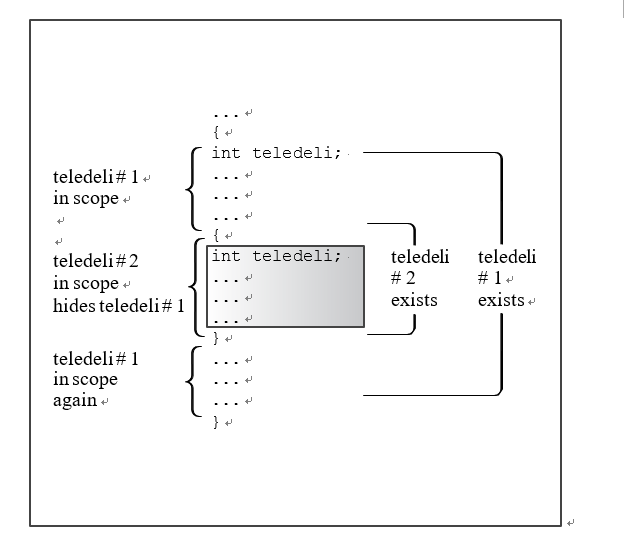 ...
{
int teledeli;
...
...
...
{
int teledeli;
...
...
...
}
...
...
...
}
teledeli # 1
in scope
teledeli # 2
in scope
hides teledeli # 1
teledeli # 1
in scope
again
teledeli
# 2
exists
teledeli
# 1
exists